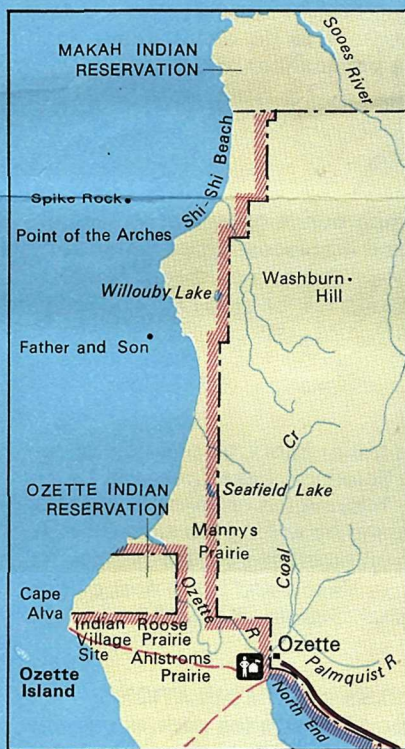 MAKAH INDIAN
RESERVATION
Sooes River
Shi-Shi Beach
Spike Rock
Point of the Arches
Washburn
Hill
Willouby Lake
Father and Son
Cr
Coal
OZETTE INDIAN
RESERVATION
Seafield Lake
Mannys
Prairie
Cape
Alva
Ozette
R
Indian
Village
Site
Roose
Prairie
Ahlstroms
Prairie
Ozette
Palmquist R
Ozette
Island
North End